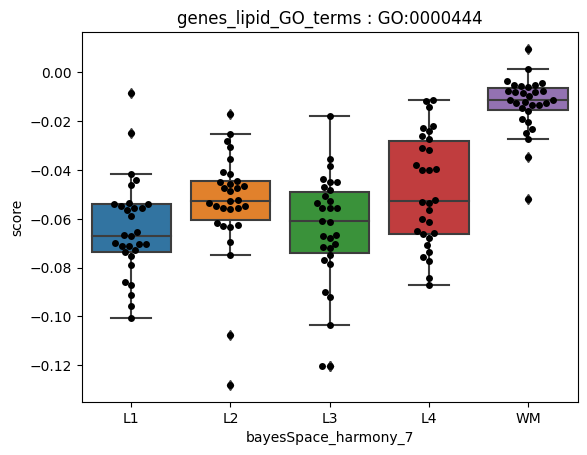 genes_lipid_GO_terms : GO:0000444
0.00
−0.02
−0.04
−0.06
−0.08
−0.10
−0.12
score
L1 L2 L3 L4 WM
bayesSpace_harmony_7